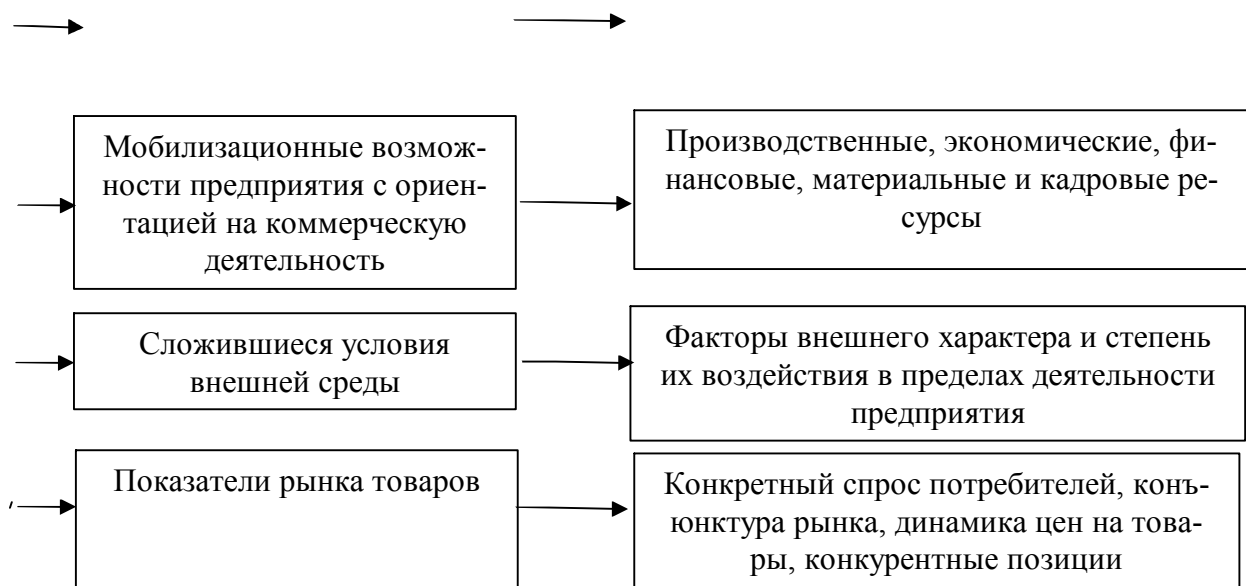 Мобилизационные возмож-
ности предприятия с ориен-
тацией на коммерческую
деятельность
Производственные, экономические, фи-
нансовые, материальные и кадровые ре-
сурсы
Сложившиеся условия
внешней среды
Факторы внешнего характера и степень
их воздействия в пределах деятельности
предприятия
Показатели рынка товаров
Конкретный спрос потребителей, конъ-
юнктура рынка, динамика цен на това-
ры, конкурентные позиции